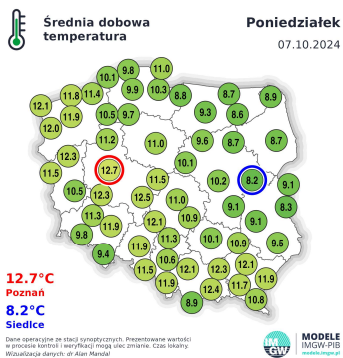 Średnia dobowa
temperatura
Poniedziałek
07.10.2024
10.1 9.8 11.0
12.1 11.8 11.4 9.9 10.3 8.8 8.7 8.9
11.9 10.5 9.7 9.3 8.6
12.0 11.2 11.0 9.6 8.7 8.7
12.3 10.1
11.5 12.7 11.5 10.2 8.2 9.1
10.5 12.3 12.5 11.0 9.1 8.3
11.3 11.9 12.1 10.9 9.1
9.8 11.3 10.1 10.9 9.5
9.4 11.9 10.6
11.5 12.1 12.3 12.1 11.9
11.9 12.4 11.7
8.9 10.8
12.7°C
Poznań
8.2°C
Siedlce
Dane operacyjne ze stacji synoptycznych. Prezentowane wartości
w procesie kontroli i weryfikacji mogą ulec zmianie. Czas lokalny.
Wizualizacja danych: dr Alan Mandal
IM
GW
MODELE
IMGW-PIB